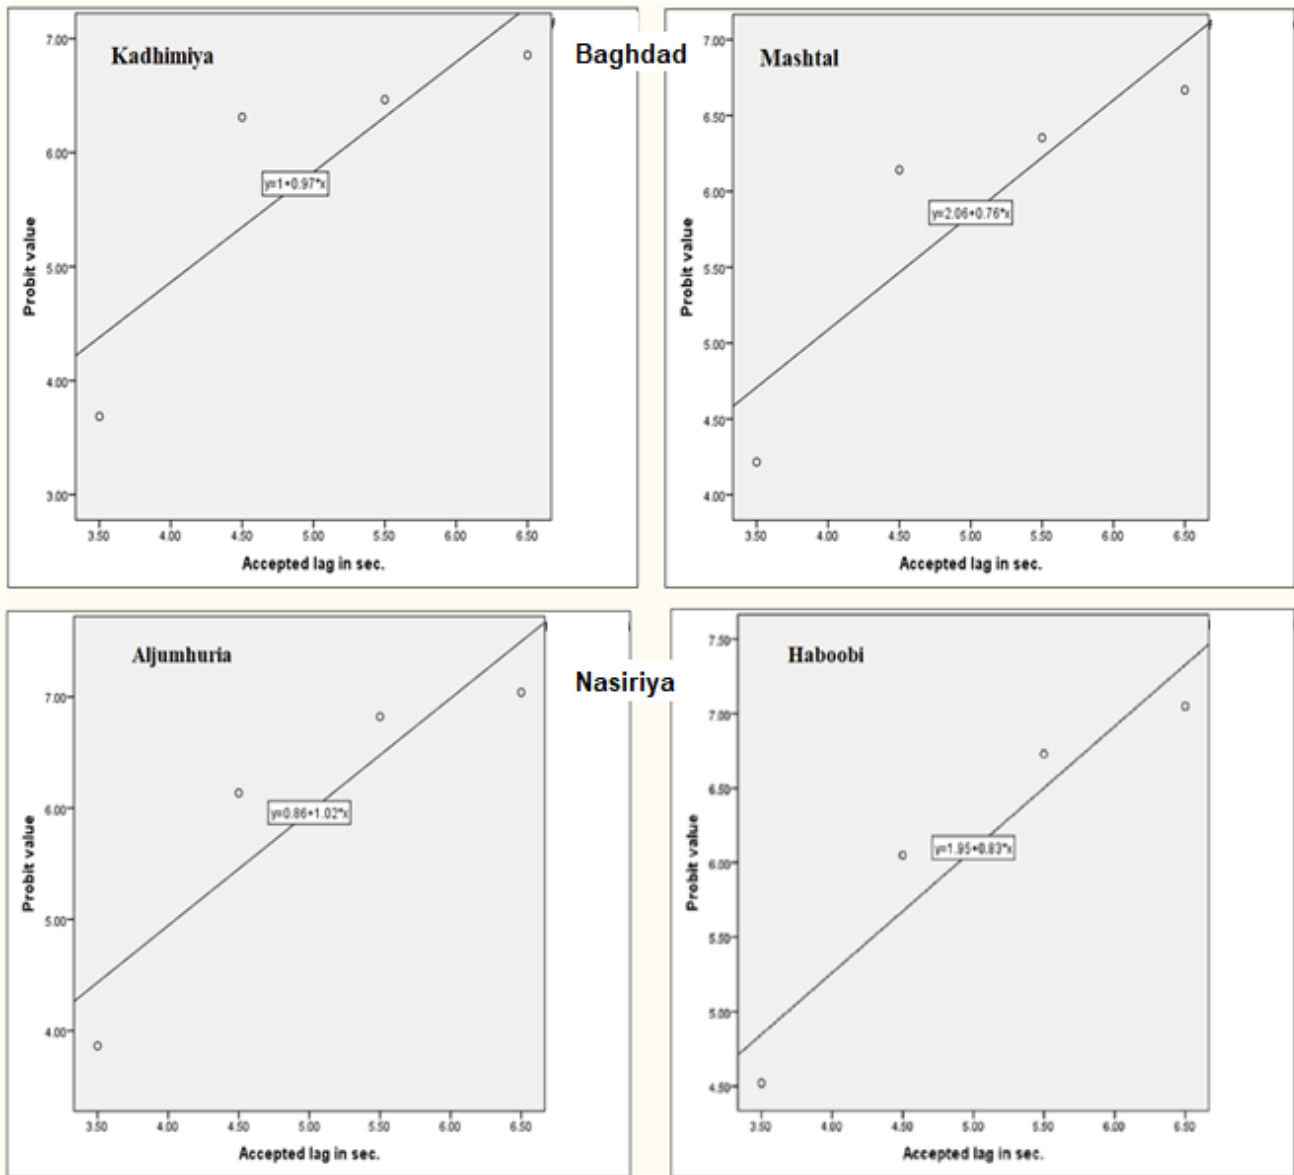 Baghdad
Kadhimiya
Probit value
7.00
6.00
5.00
4.00
3.00
y=1+0.97*x
3.50 4.00 4.50 5.00 5.50 6.00 6.50
Accepted lag in sec.
Mashtal
Probit value
7.00
6.50
6.00
5.50
5.00
4.50
4.00
y=2.06+0.76*x
3.50 4.00 4.50 5.00 5.50 6.00 6.50
Accepted lag in sec.
Nasiriya
Aljumhuria
Probit value
7.00
6.00
5.00
4.00
y=0.86+1.02*x
3.50 4.00 4.50 5.00 5.50 6.00 6.50
Accepted lag in sec.
Haboobi
Probit value
7.50
7.00
6.50
6.00
5.50
5.00
4.50
y=1.95+0.83*x
3.50 4.00 4.50 5.00 5.50 6.00 6.50
Accepted lag in sec.